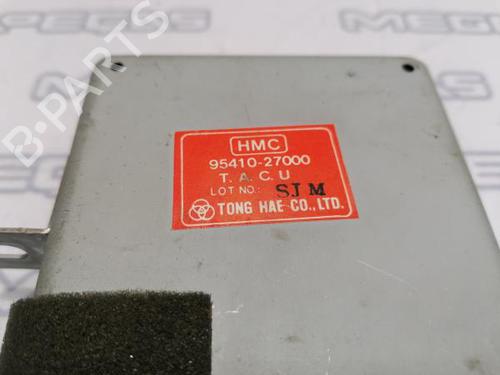 HMC
95410-27000
T. A. C. U
LOT NO.: SJM
TONG HAE CO., LTD.
B-PARTS